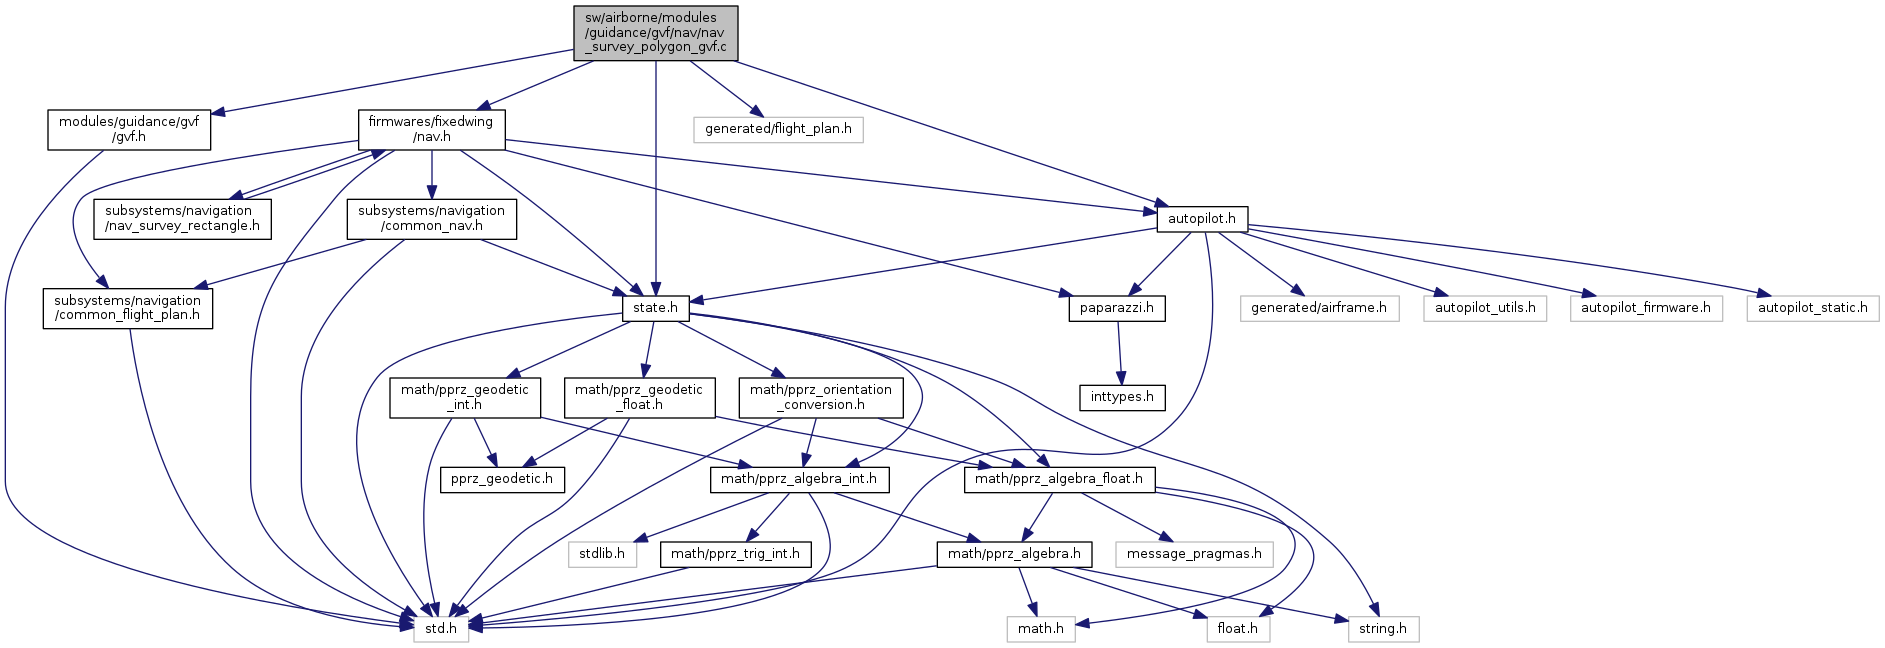 sw/airborne/modules
/guidance/gvf/nav/nav
_survey_polygon_gvf.c
modules/guidance/gvf
/gvf.h
firmwares/fixedwing
/nav.h
generated/flight_plan.h
subsystems/navigation
/nav_survey_rectangle.h
subsystems/navigation
/common_nav.h
autopilot.h
subsystems/navigation
/common_flight_plan.h
state.h
paparazzi.h
generated/airframe.h
autopilot_utils.h
autopilot_firmware.h
autopilot_static.h
math/pprz_geodetic
_int.h
math/pprz_geodetic
_float.h
math/pprz_orientation
_conversion.h
inttypes.h
pprz_geodetic.h
math/pprz_algebra_int.h
math/pprz_algebra_float.h
stdlib.h
math/pprz_trig_int.h
math/pprz_algebra.h
message_pragmas.h
std.h
math.h
float.h
string.h